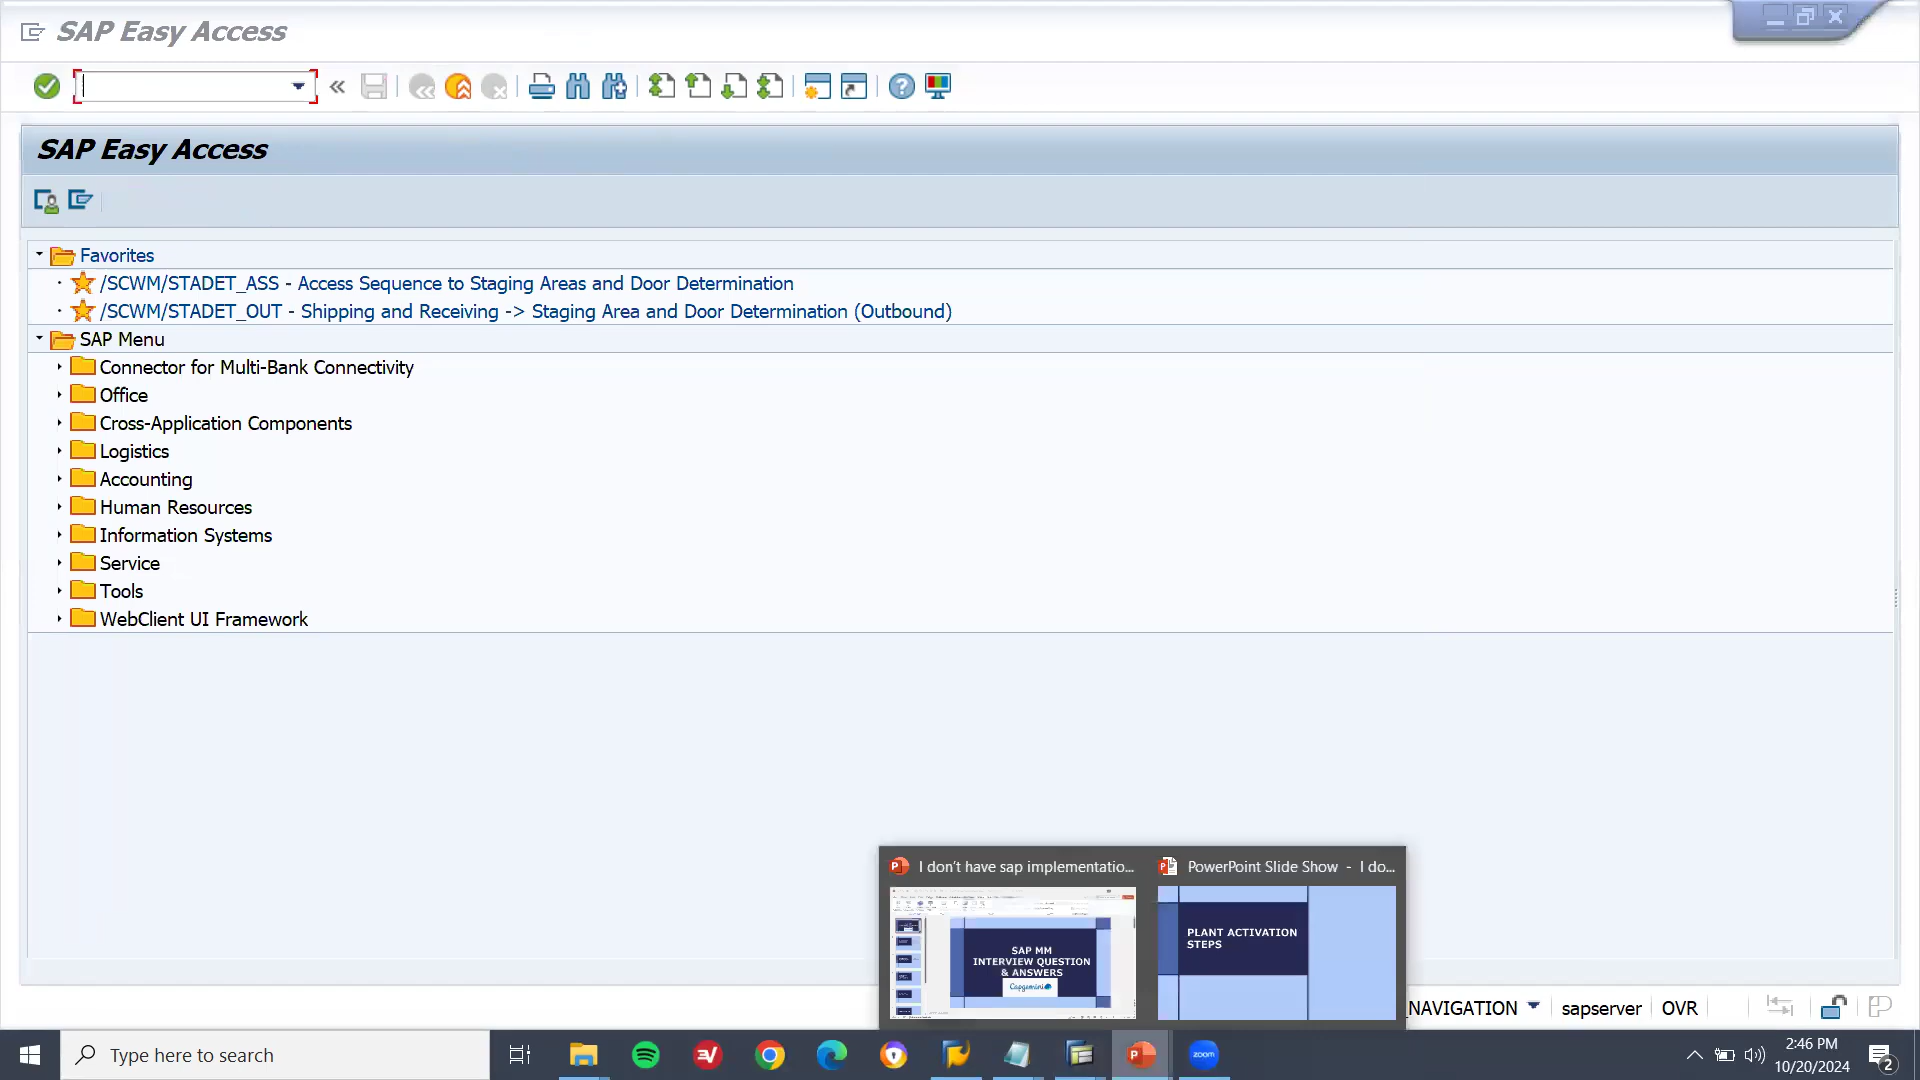 SAP Easy Access
SAP Easy Access
Favorites
/SCWM/STADET_ASS - Access Sequence to Staging Areas and Door Determination
/SCWM/STADET_OUT - Shipping and Receiving -> Staging Area and Door Determination (Outbound)
SAP Menu
Connector for Multi-Bank Connectivity
Office
Cross-Application Components
Logistics
Accounting
Human Resources
Information Systems
Service
Tools
WebClient UI Framework
I don't have sap implementatio...
PowerPoint Slide Show - I do...
SAP MM
INTERVIEW QUESTION
& ANSWERS
Capgemini
PLANT ACTIVATION
STEPS
NAVIGATION
sapserver
OVR
Type here to search
zoom
2:46 PM
10/20/2024
2